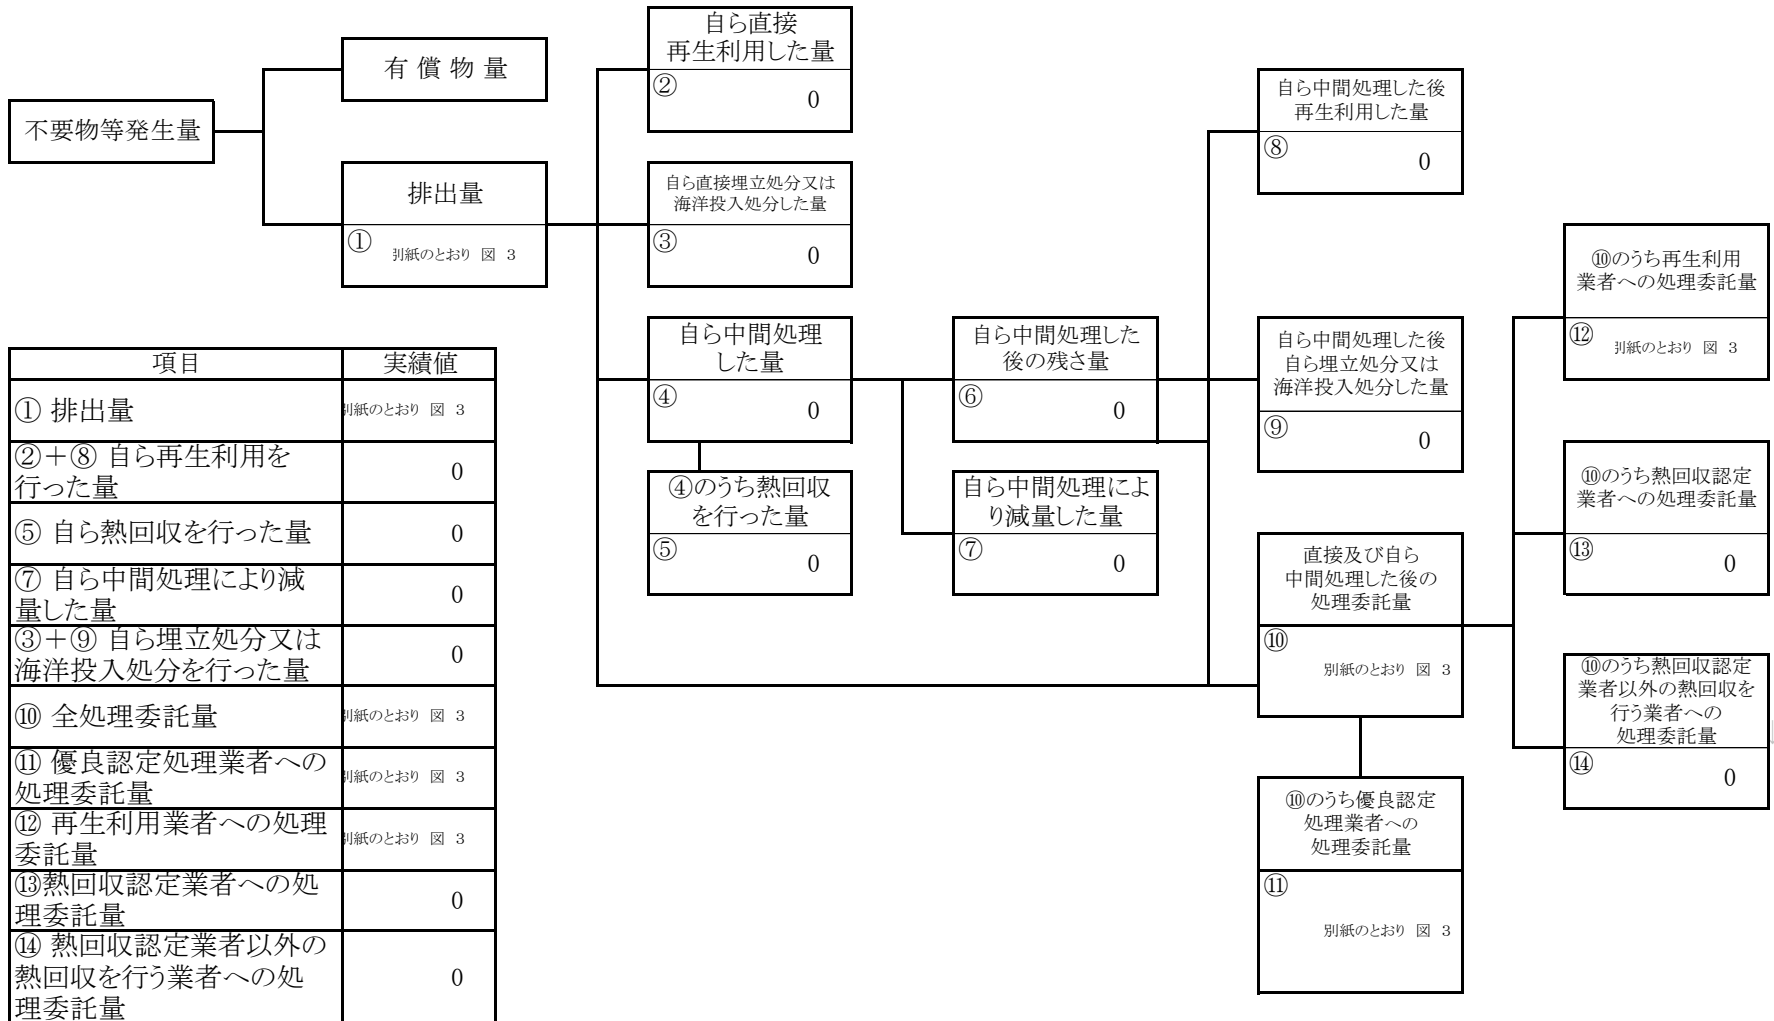 不要物等発生量
有 償 物 量
排出量
①
別紙のとおり 図 3
自ら直接
再生利用した量
②
0
自ら直接埋立処分又は
海洋投入処分した量
③
0
自ら中間処理
した量
④
0
④のうち熱回収
を行った量
⑤
0
自ら中間処理した
後の残さ量
⑥
0
自ら中間処理によ
り減量した量
⑦
0
自ら中間処理した後
再生利用した量
⑧
0
自ら中間処理した後
自ら埋立処分又は
海洋投入処分した量
⑨
0
直接及び自ら
中間処理した後の
処理委託量
⑩
別紙のとおり 図 3
⑩のうち優良認定
処理業者への
処理委託量
⑪
別紙のとおり 図 3
⑩のうち再生利用
業者への処理委託量
⑫
別紙のとおり 図 3
⑩のうち熱回収認定
業者への処理委託量
⑬
0
⑩のうち熱回収認定
業者以外の熱回収を
行う業者への
処理委託量
⑭
0
項目 実績値
① 排出量 別紙のとおり 図 3
②＋⑧ 自ら再生利用を
行った量 0
⑤ 自ら熱回収を行った量 0
⑦ 自ら中間処理により減
量した量 0
③＋⑨ 自ら埋立処分又は
海洋投入処分を行った量 0
⑩ 全処理委託量 別紙のとおり 図 3
⑪ 優良認定処理業者への
処理委託量 別紙のとおり 図 3
⑫ 再生利用業者への処理
委託量 別紙のとおり 図 3
⑬熱回収認定業者への処
理委託量 0
⑭ 熱回収認定業者以外の
熱回収を行う業者への処
理委託量 0